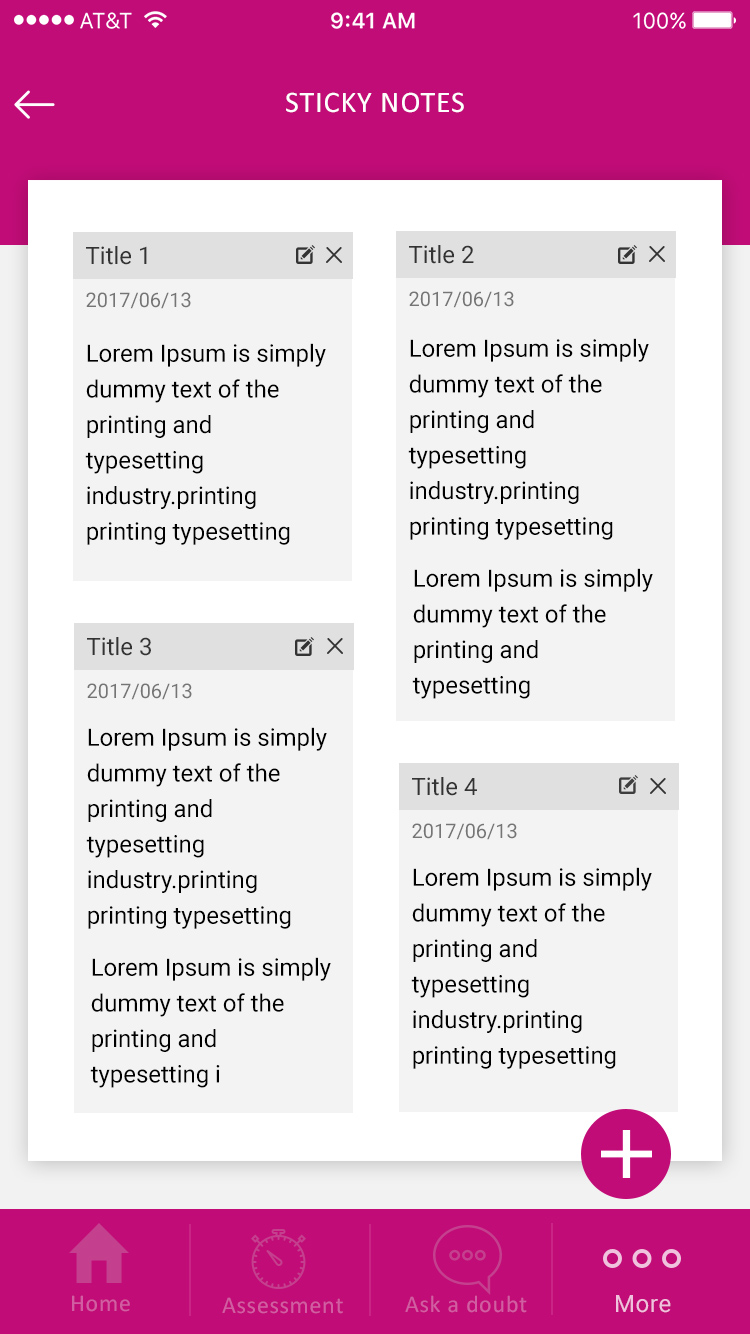 AT&T 9:41 AM 100%
STICKY NOTES
Title 1
2017/06/13
Lorem Ipsum is simply
dummy text of the
printing and
typesetting
industry.printing
printing typesetting
Title 2
2017/06/13
Lorem Ipsum is simply
dummy text of the
printing and
typesetting
industry.printing
printing typesetting
Lorem Ipsum is simply
dummy text of the
printing and
typesetting
Title 3
2017/06/13
Lorem Ipsum is simply
dummy text of the
printing and
typesetting
industry.printing
printing typesetting
Lorem Ipsum is simply
dummy text of the
printing and
typesetting i
Title 4
2017/06/13
Lorem Ipsum is simply
dummy text of the
printing and
typesetting
industry.printing
printing typesetting
Home Assessment Ask a doubt More